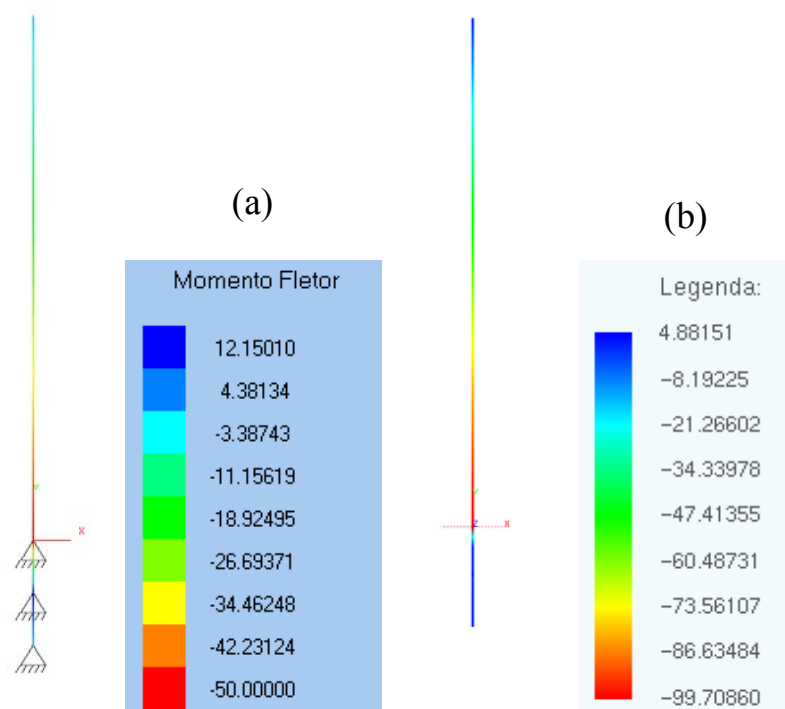 (a)
Momento Fletor
12.15010
4.38134
-3.38743
-11.15619
-18.92495
-26.69371
-34.46248
-42.23124
-50.00000
Y
X
(b)
Legenda:
4.88151
-8.19225
-21.26602
-34.33978
-47.41355
-60.48731
-73.56107
-86.63484
-99.70860
Y
Z
X